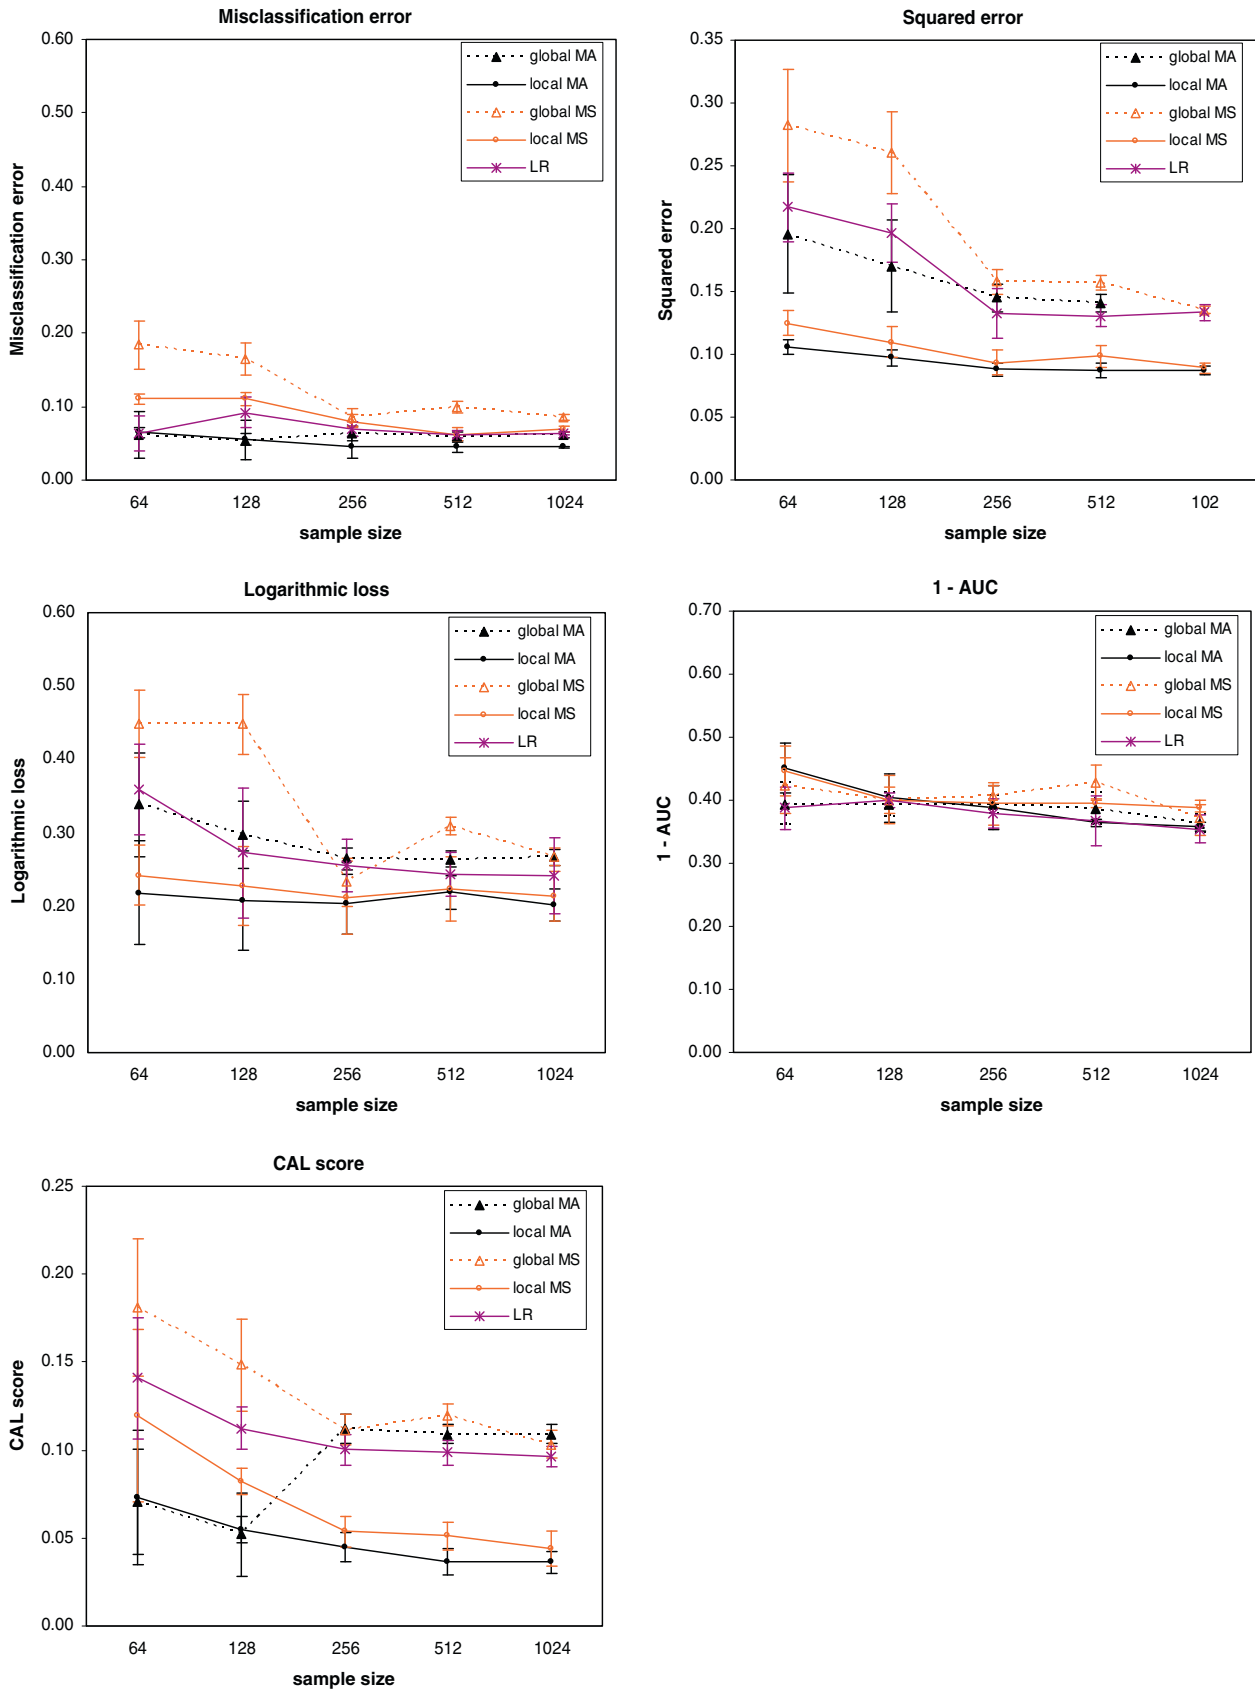 Misclassification error
0.60
0.50
0.40
0.30
0.20
0.10
0.00
Misclassification error
global MA
local MA
global MS
local MS
LR
64 128 256 512 1024
sample size
Squared error
0.35
0.30
0.25
0.20
0.15
0.10
0.05
0.00
Squared error
global MA
local MA
global MS
local MS
LR
64 128 256 512 102
sample size
Logarithmic loss
0.60
0.50
0.40
0.30
0.20
0.10
0.00
Logarithmic loss
global MA
local MA
global MS
local MS
LR
64 128 256 512 1024
sample size
1 - AUC
0.70
0.60
0.50
0.40
0.30
0.20
0.10
0.00
1 - AUC
global MA
local MA
global MS
local MS
LR
64 128 256 512 1024
sample size
CAL score
0.25
0.20
0.15
0.10
0.05
0.00
CAL score
global MA
local MA
global MS
local MS
LR
64 128 256 512 1024
sample size